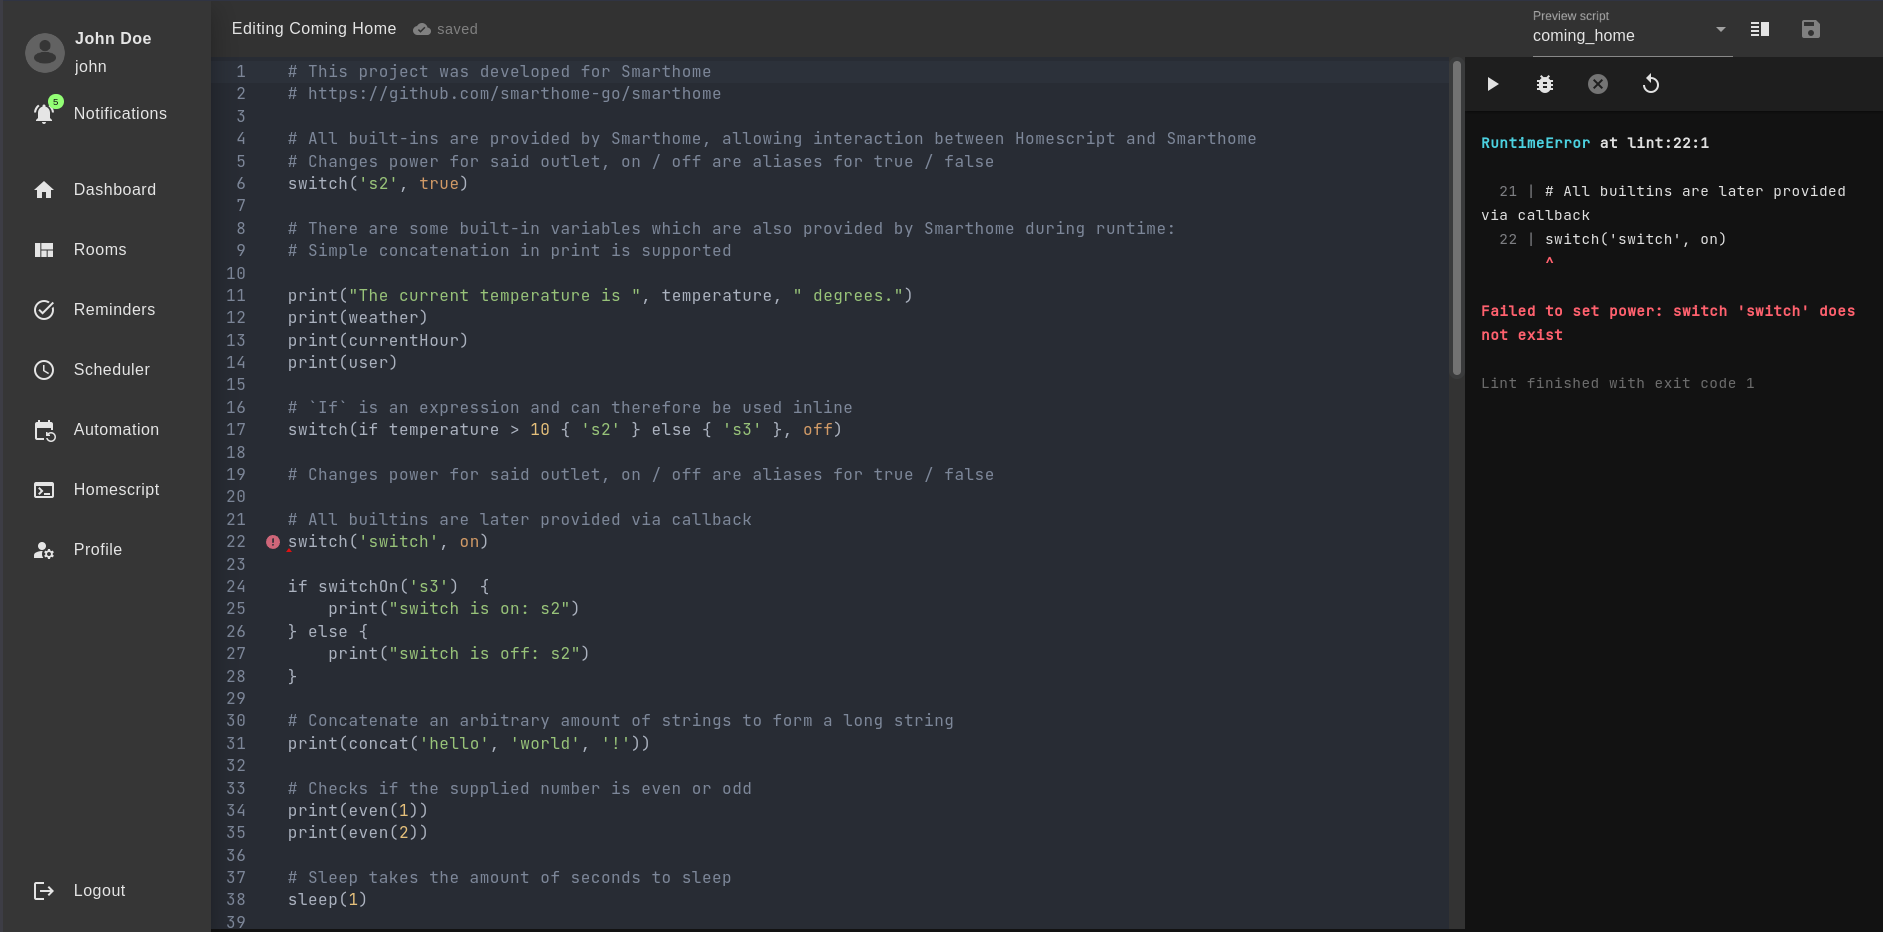 John Doe
john
5
Notifications
Dashboard
Rooms
Reminders
Scheduler
Automation
Homescript
Profile
Logout
Editing Coming Home saved
Preview script
coming_home
1 # This project was developed for Smarthome
2 # https://github.com/smarthome-go/smarthome
3
4 # All built-ins are provided by Smarthome, allowing interaction between Homescript and Smarthome
5 # Changes power for said outlet, on / off are aliases for true / false
6 switch('s2', true)
7
8 # There are some built-in variables which are also provided by Smarthome during runtime:
9 # Simple concatenation in print is supported
10
11 print("The current temperature is ", temperature, " degrees.")
12 print(weather)
13 print(currentHour)
14 print(user)
15
16 # `If` is an expression and can therefore be used inline
17 switch(if temperature > 10 { 's2' } else { 's3' }, off)
18
19 # Changes power for said outlet, on / off are aliases for true / false
20
21 # All builtins are later provided via callback
22 switch('switch', on)
23
24 if switchOn('s3')  {
25     print("switch is on: s2")
26 } else {
27     print("switch is off: s2")
28 }
29
30 # Concatenate an arbitrary amount of strings to form a long string
31 print(concat('hello', 'world', '!'))
32
33 # Checks if the supplied number is even or odd
34 print(even(1))
35 print(even(2))
36
37 # Sleep takes the amount of seconds to sleep
38 sleep(1)
39
RuntimeError at lint:22:1
21 | # All builtins are later provided
via callback
22 | switch('switch', on)
^
Failed to set power: switch 'switch' does
not exist
Lint finished with exit code 1